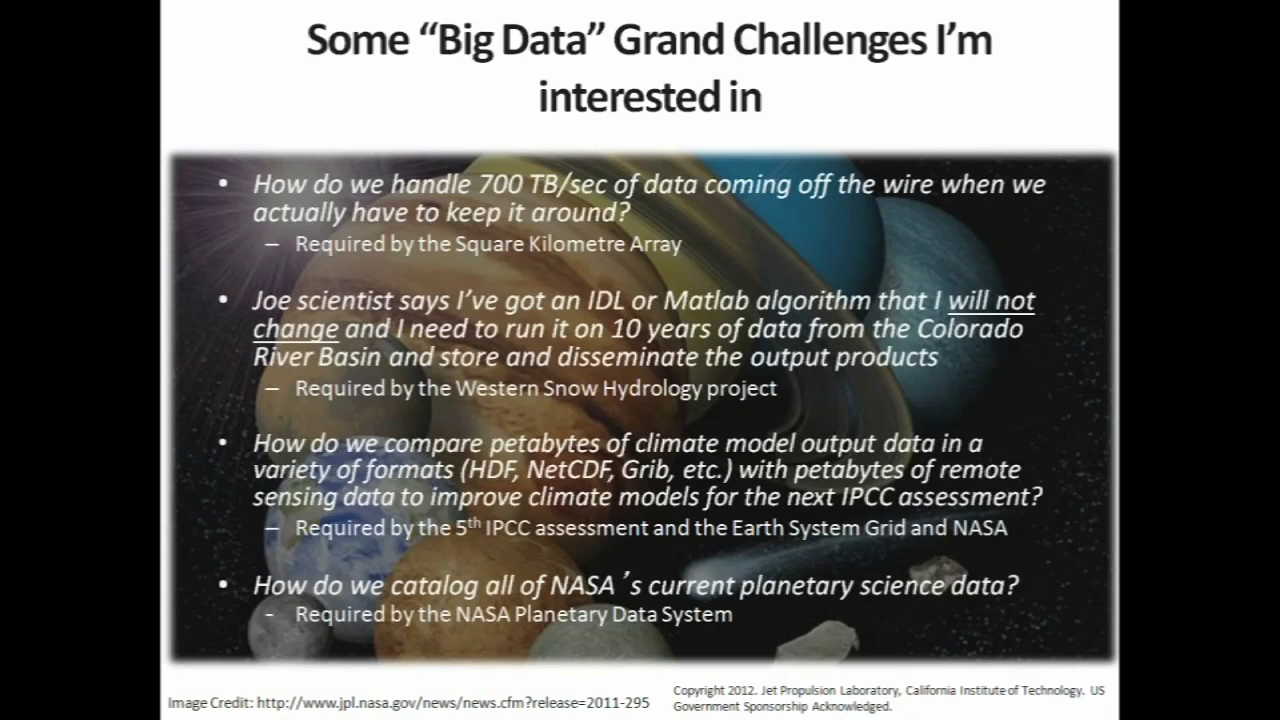 Some “Big Data” Grand Challenges I’m
interested in
• How do we handle 700 TB/sec of data coming off the wire when we
actually have to keep it around?
– Required by the Square Kilometre Array
• Joe scientist says I’ve got an IDL or Matlab algorithm that I will not
change and I need to run it on 10 years of data from the Colorado
River Basin and store and disseminate the output products
– Required by the Western Snow Hydrology project
• How do we compare petabytes of climate model output data in a
variety of formats (HDF, NetCDF, Grib, etc.) with petabytes of remote
sensing data to improve climate models for the next IPCC assessment?
– Required by the 5th IPCC assessment and the Earth System Grid and NASA
• How do we catalog all of NASA’s current planetary science data?
- Required by the NASA Planetary Data System
Image Credit: http://www.jpl.nasa.gov/news/news.cfm?release=2011-295
Copyright 2012. Jet Propulsion Laboratory, California Institute of Technology. US
Government Sponsorship Acknowledged.